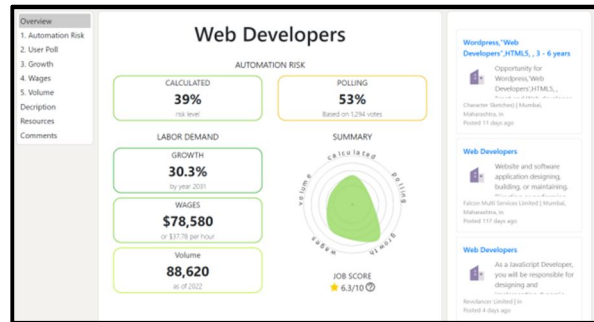 Overview
1. Automation Risk
2. User Poll
3. Growth
4. Wages
5. Volume
Decription
Resources
Comments
Web Developers
AUTOMATION RISK
CALCULATED
39%
risk level
POLLING
53%
Based on 1,294 votes
LABOR DEMAND
GROWTH
30.3%
by year 2031
WAGES
$78,580
or $37.78 per hour
Volume
88,620
as of 2022
SUMMARY
calculated
polling
growth
wages
volume
JOB SCORE
6.3/10
Wordpress,"Web
Developers",HTML5, , 3 - 6 years
Opportunity for
Wordpress,'Web
Developers',HTML5, ,
Character Sketches) | Mumbai,
Maharashtra, in
Posted 11 days ago
Web Developers
Website and software
application designing,
building, or maintaining.
Falcon Multi Services Limited | Mumbai,
Maharashtra, in
Posted 117 days ago
Web Developers
As a JavaScript Developer,
you will be responsible for
designing and
Revolancer Limited | in
Posted 4 days ago